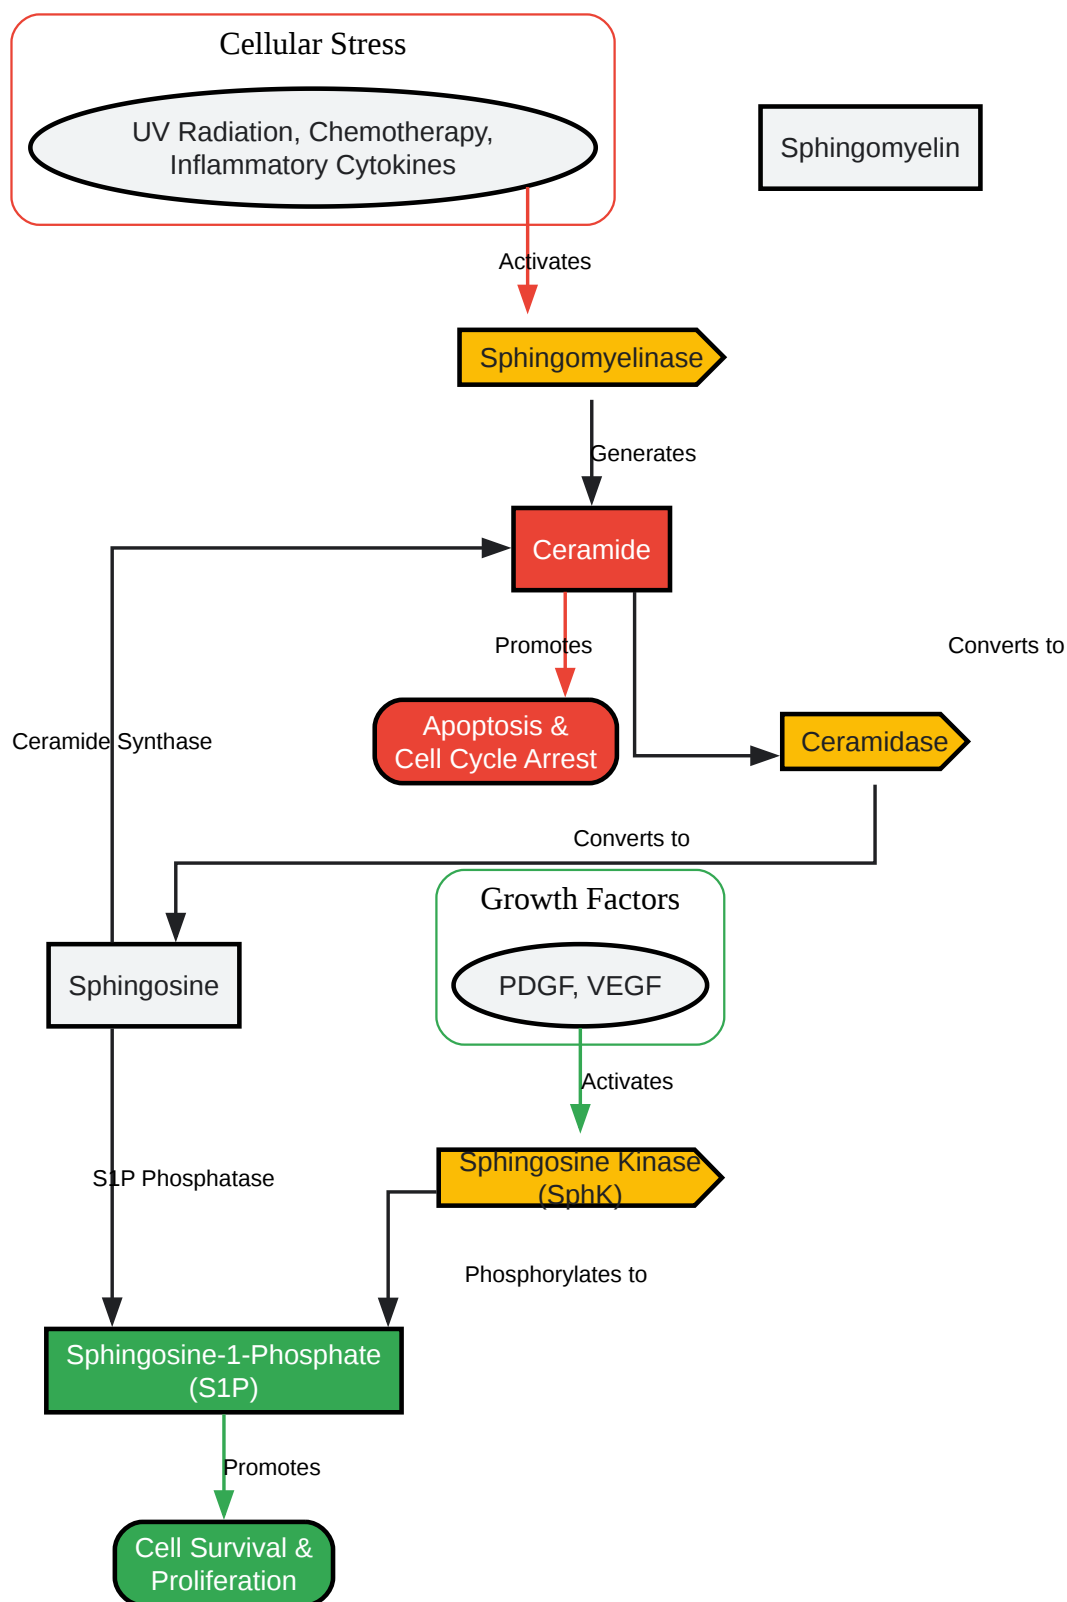 Cellular Stress
UV Radiation, Chemotherapy,
Inflammatory Cytokines
Sphingomyelin
Activates
Sphingomyelinase
Generates
Ceramide
Promotes
Converts to
Apoptosis &
Cell Cycle Arrest
Ceramide Synthase
Ceramidase
Converts to
Growth Factors
Sphingosine
PDGF, VEGF
Activates
Sphingosine Kinase
(SphK)
S1P Phosphatase
Phosphorylates to
Sphingosine-1-Phosphate
(S1P)
Promotes
Cell Survival &
Proliferation